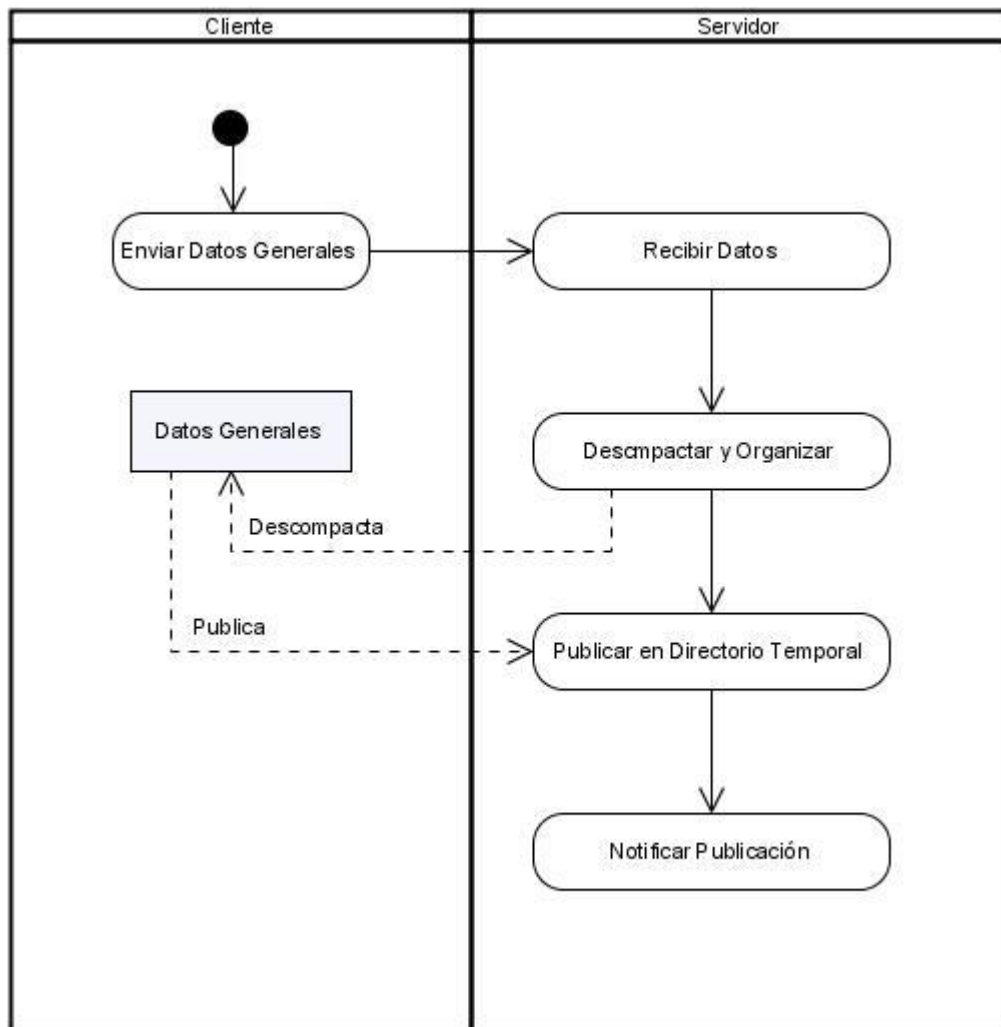 Cliente
Servidor
Enviar Datos Generales
Recibir Datos
Datos Generales
Descmpactar y Organizar
Descompacta
Publica
Publicar en Directorio Temporal
Notificar Publicación